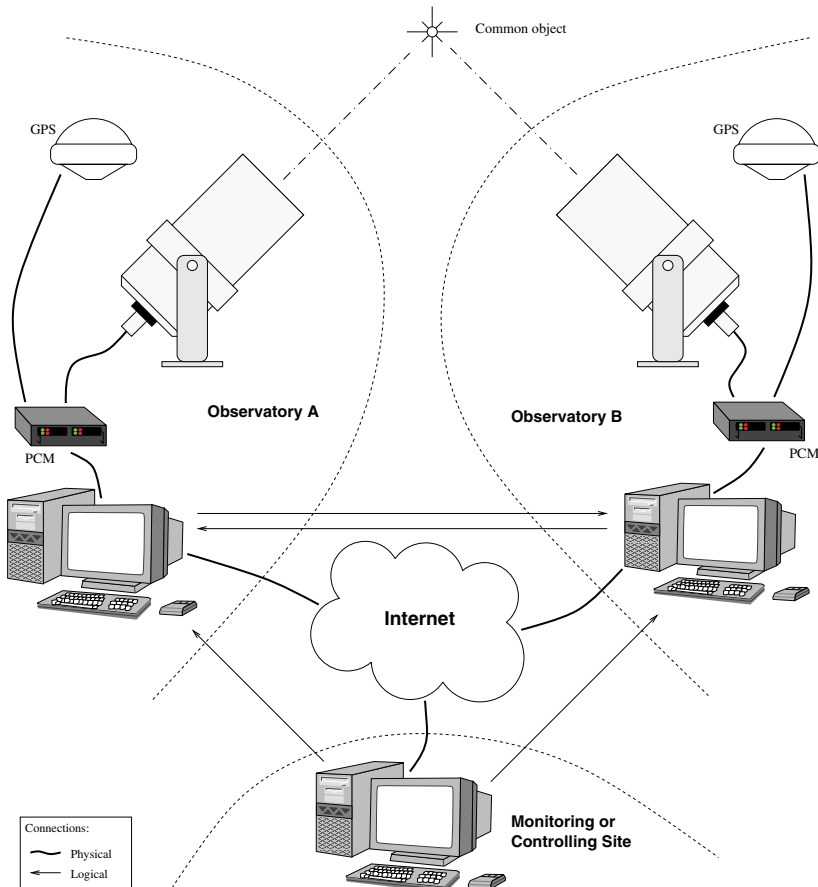 Common object
GPS
GPS
Observatory A
Observatory B
PCM
PCM
Internet
Monitoring or
Controlling Site
Connections:
Physical
Logical